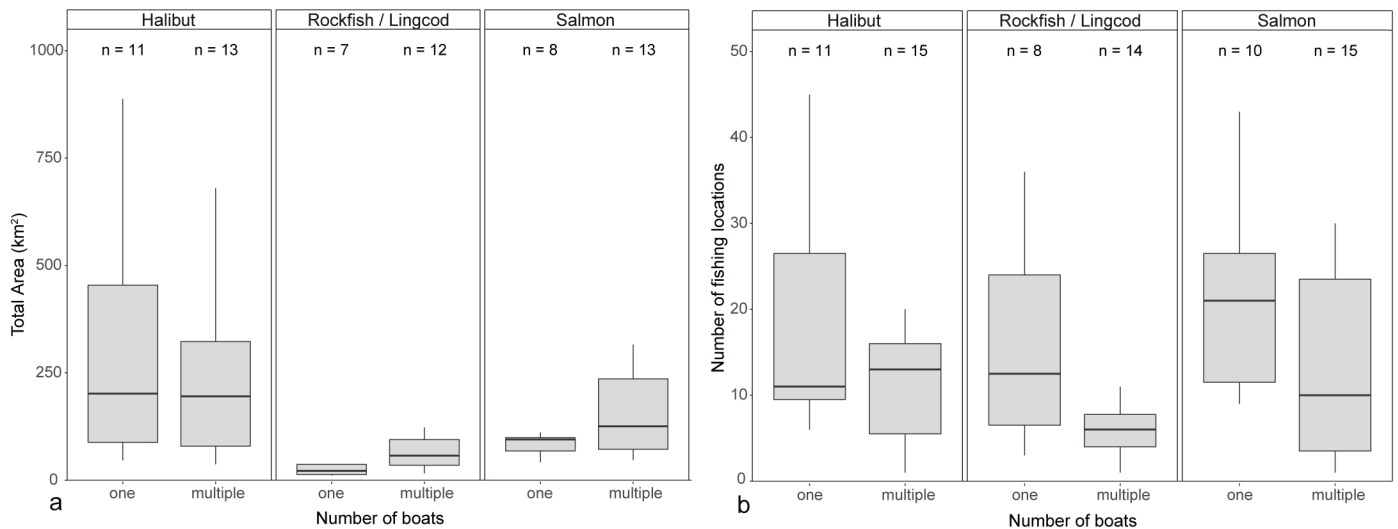 Halibut Rockfish / Lingcod Salmon
n = 11 n = 13 n = 7 n = 12 n = 8 n = 13
1000
750
500
250
0
Total Area (km²)
one multiple one multiple one multiple
Number of boats
a
Halibut Rockfish / Lingcod Salmon
n = 11 n = 15 n = 8 n = 14 n = 10 n = 15
50
40
30
20
10
0
Number of fishing locations
one multiple one multiple one multiple
Number of boats
b